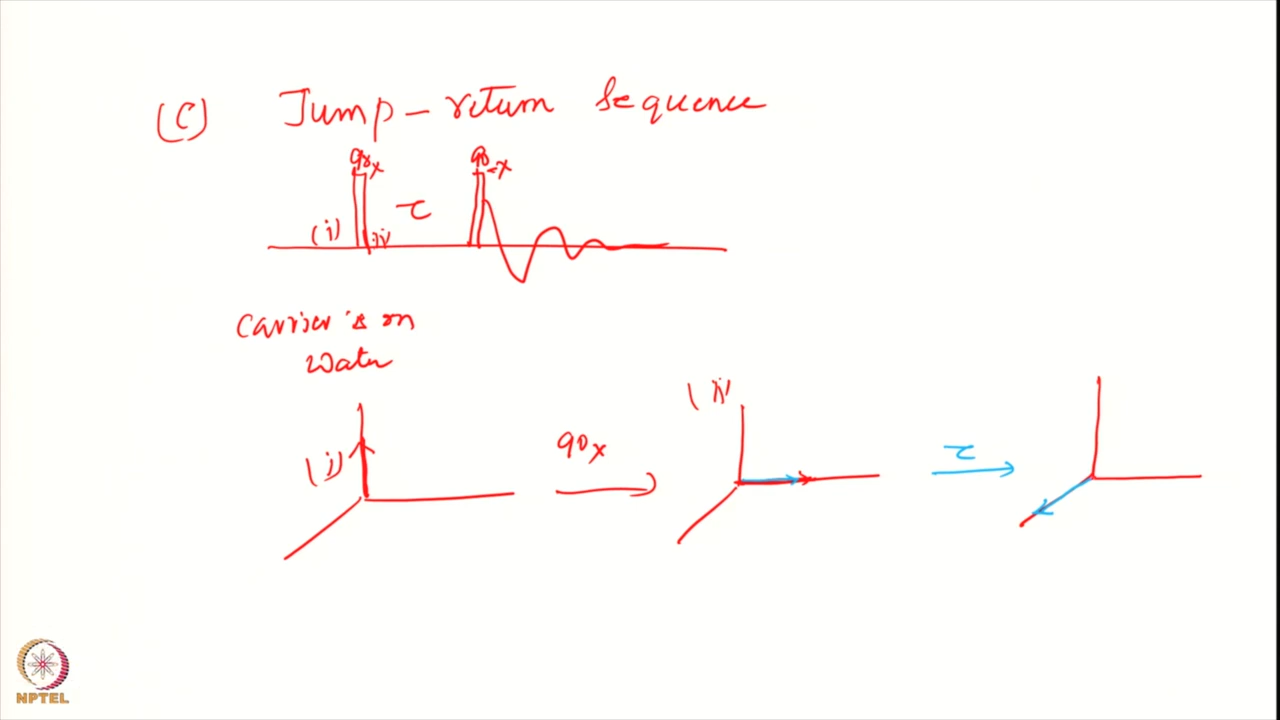 (C) Jump - return Sequence
90x 90-x
(i) (ii) τ
Carrier is on
Water
(i) 90x (ii) τ
NPTEL